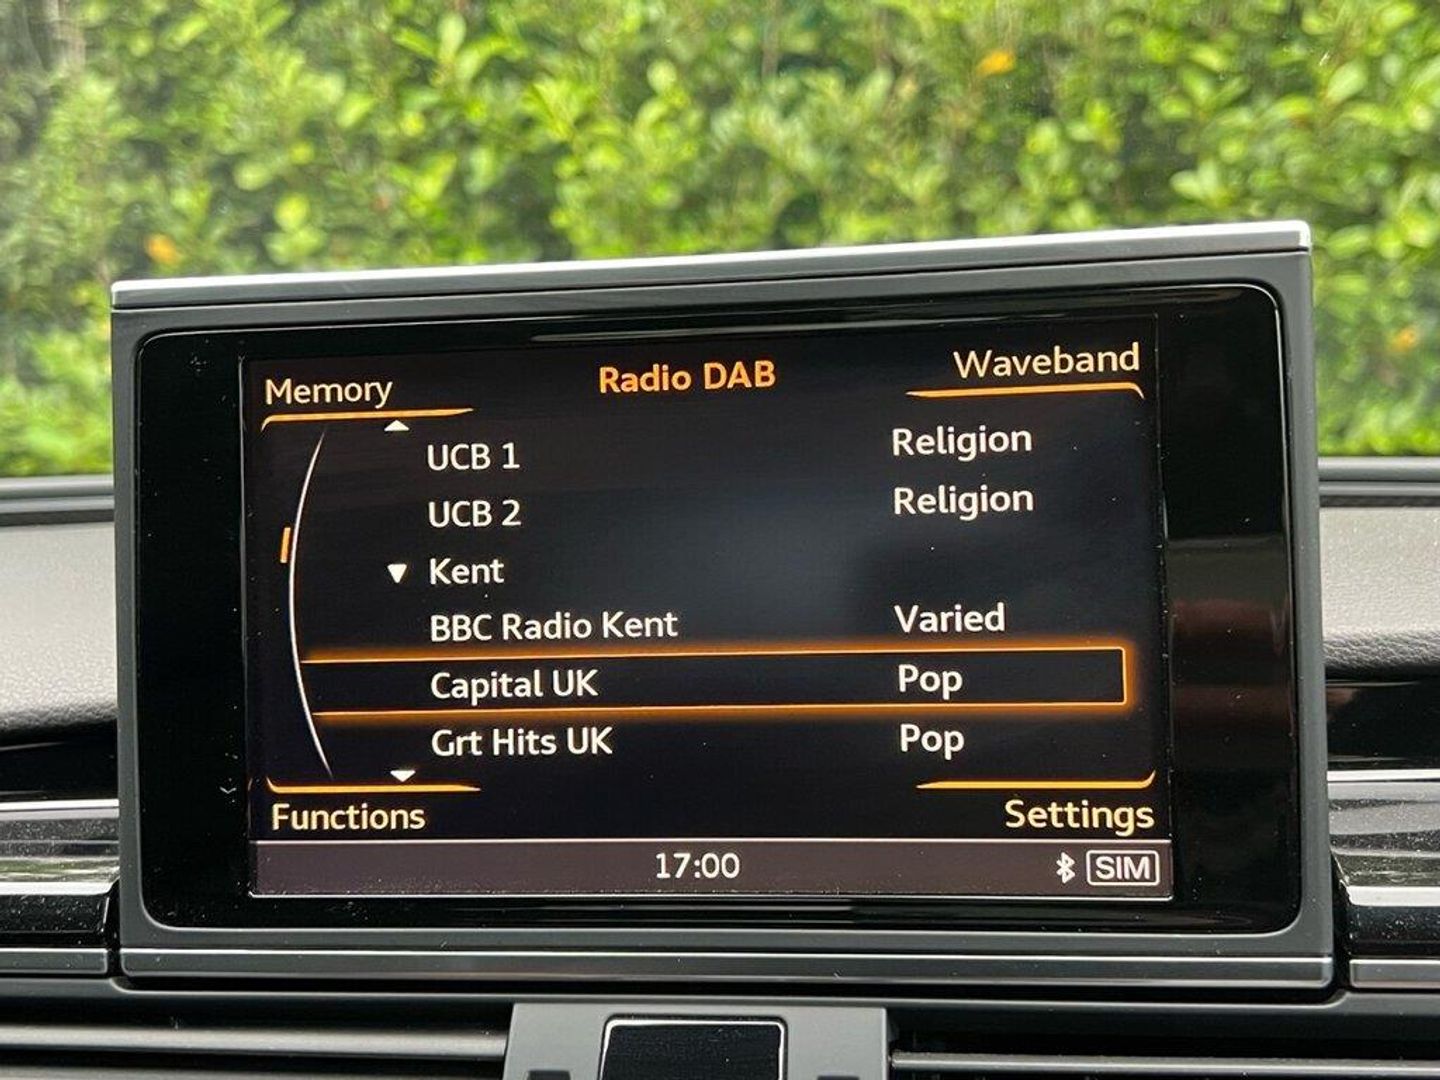 Memory Radio DAB Waveband
UCB 1 Religion
UCB 2 Religion
Kent
BBC Radio Kent Varied
Capital UK Pop
Grt Hits UK Pop
Functions Settings
17:00 SIM